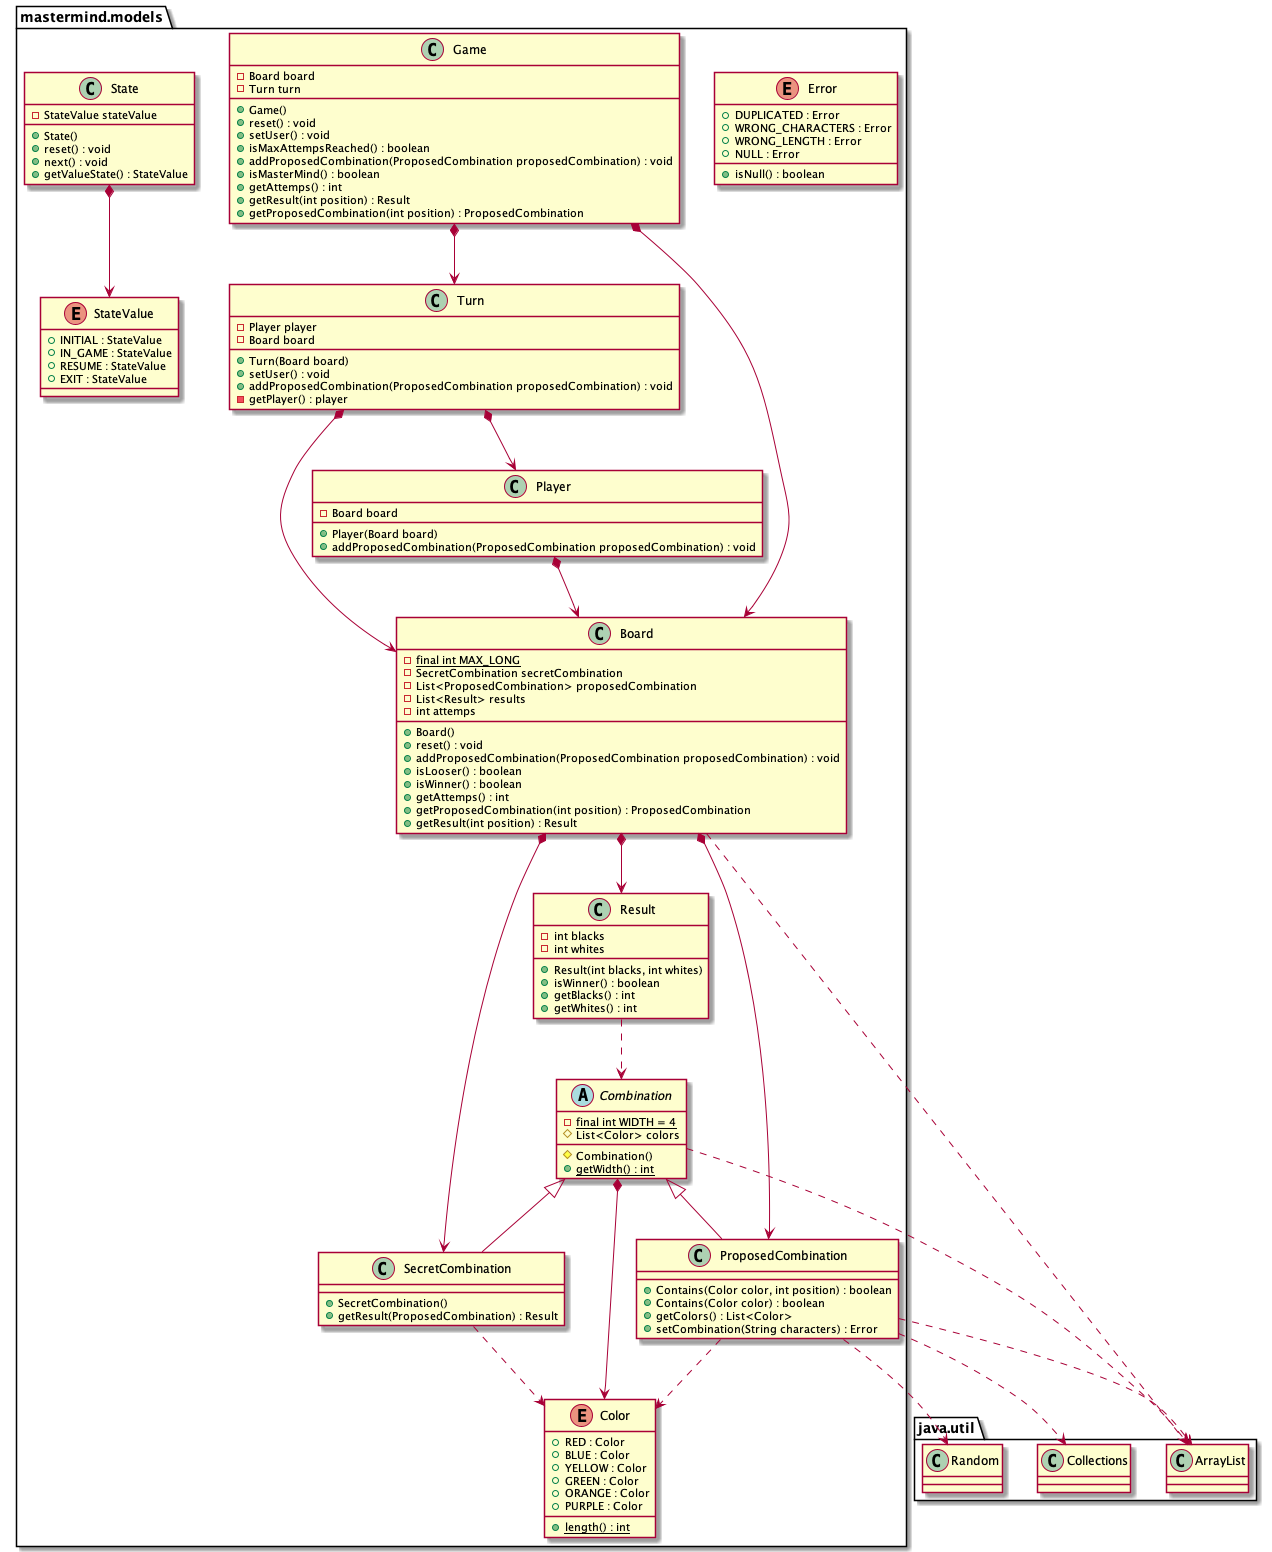 mastermind.models
C Game
Board board
Turn turn
Game()
reset() : void
setUser() : void
isMaxAttempsReached() : boolean
addProposedCombination(ProposedCombination proposedCombination) : void
isMasterMind() : boolean
getAttemps() : int
getResult(int position) : Result
getProposedCombination(int position) : ProposedCombination
C State
StateValue stateValue
State()
reset() : void
next() : void
getValueState() : StateValue
E Error
DUPLICATED : Error
WRONG_CHARACTERS : Error
WRONG_LENGTH : Error
NULL : Error
isNull() : boolean
E StateValue
INITIAL : StateValue
IN_GAME : StateValue
RESUME : StateValue
EXIT : StateValue
C Turn
Player player
Board board
Turn(Board board)
setUser() : void
addProposedCombination(ProposedCombination proposedCombination) : void
getPlayer() : player
C Player
Board board
Player(Board board)
addProposedCombination(ProposedCombination proposedCombination) : void
C Board
final int MAX_LONG
SecretCombination secretCombination
List<ProposedCombination> proposedCombination
List<Result> results
int attemps
Board()
reset() : void
addProposedCombination(ProposedCombination proposedCombination) : void
isLooser() : boolean
isWinner() : boolean
getAttemps() : int
getProposedCombination(int position) : ProposedCombination
getResult(int position) : Result
C Result
int blacks
int whites
Result(int blacks, int whites)
isWinner() : boolean
getBlacks() : int
getWhites() : int
A Combination
final int WIDTH = 4
List<Color> colors
Combination()
getWidth() : int
C SecretCombination
SecretCombination()
getResult(ProposedCombination) : Result
C ProposedCombination
Contains(Color color, int position) : boolean
Contains(Color color) : boolean
getColors() : List<Color>
setCombination(String characters) : Error
E Color
RED : Color
BLUE : Color
YELLOW : Color
GREEN : Color
ORANGE : Color
PURPLE : Color
length() : int
java.util
C Random
C Collections
C ArrayList